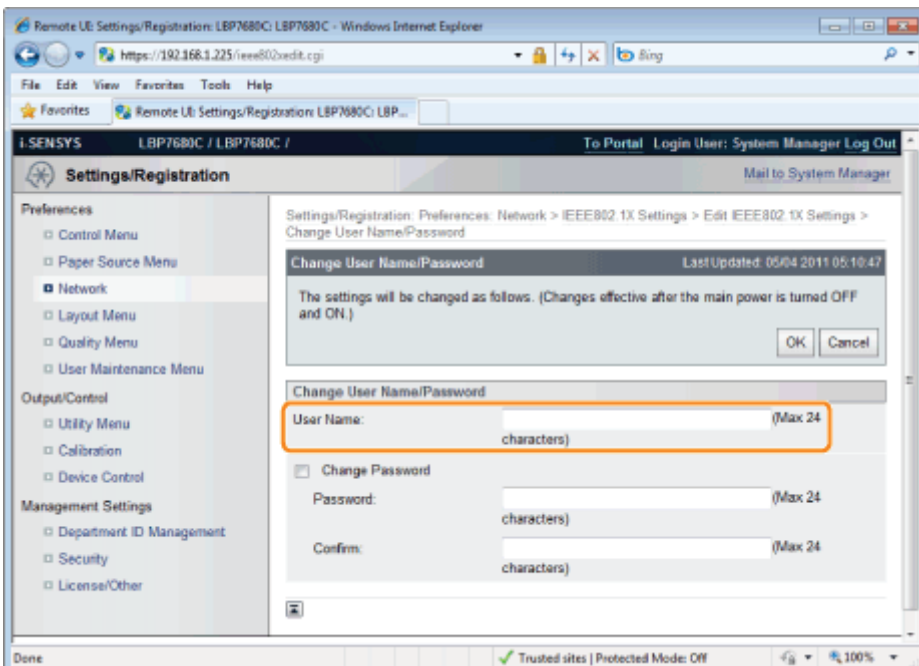 Remote UI: Settings/Registration: LBP7680C: LBP7680C - Windows Internet Explorer
https://192.168.1.225/ieee802xedit.cgi
Bing
File Edit View Favorites Tools Help
Favorites
Remote UI: Settings/Registration: LBP7680C: LBP...
i-SENSYS LBP7680C / LBP7680C / To Portal Login User: System Manager Log Out
Settings/Registration Mail to System Manager
Preferences
Control Menu
Paper Source Menu
Network
Layout Menu
Quality Menu
User Maintenance Menu
Output/Control
Utility Menu
Calibration
Device Control
Management Settings
Department ID Management
Security
License/Other
Settings/Registration: Preferences: Network > IEEE802.1X Settings > Edit IEEE802.1X Settings >
Change User Name/Password
Change User Name/Password Last Updated: 05/04 2011 05:10:47
The settings will be changed as follows. (Changes effective after the main power is turned OFF
and ON.)
OK Cancel
Change User Name/Password
User Name: (Max 24
characters)
Change Password
Password: (Max 24
characters)
Confirm: (Max 24
characters)
Done Trusted sites | Protected Mode: Off 100%